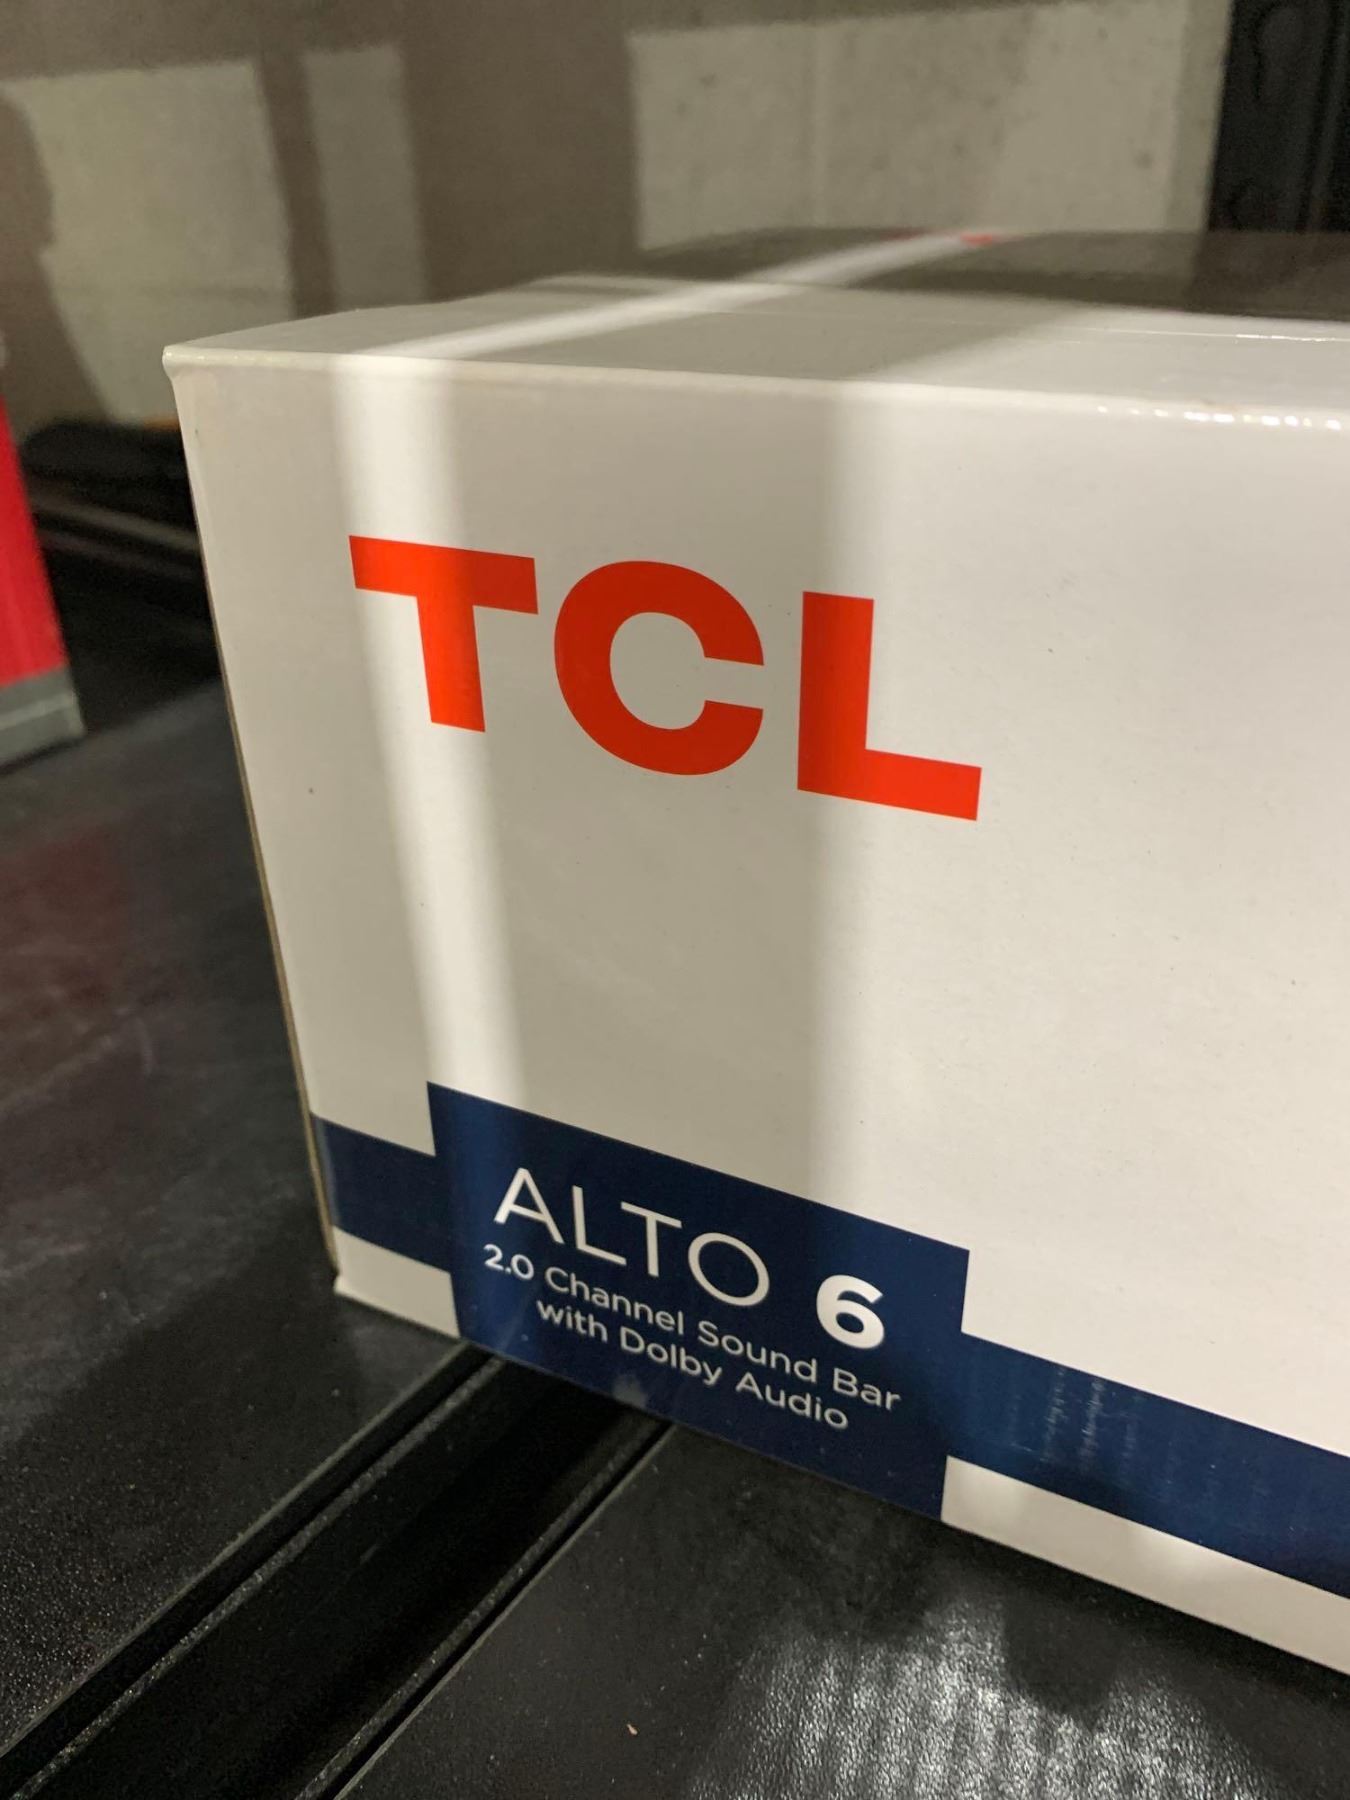 TCL
ALTO 6
2.0 Channel Sound Bar
with Dolby Audio